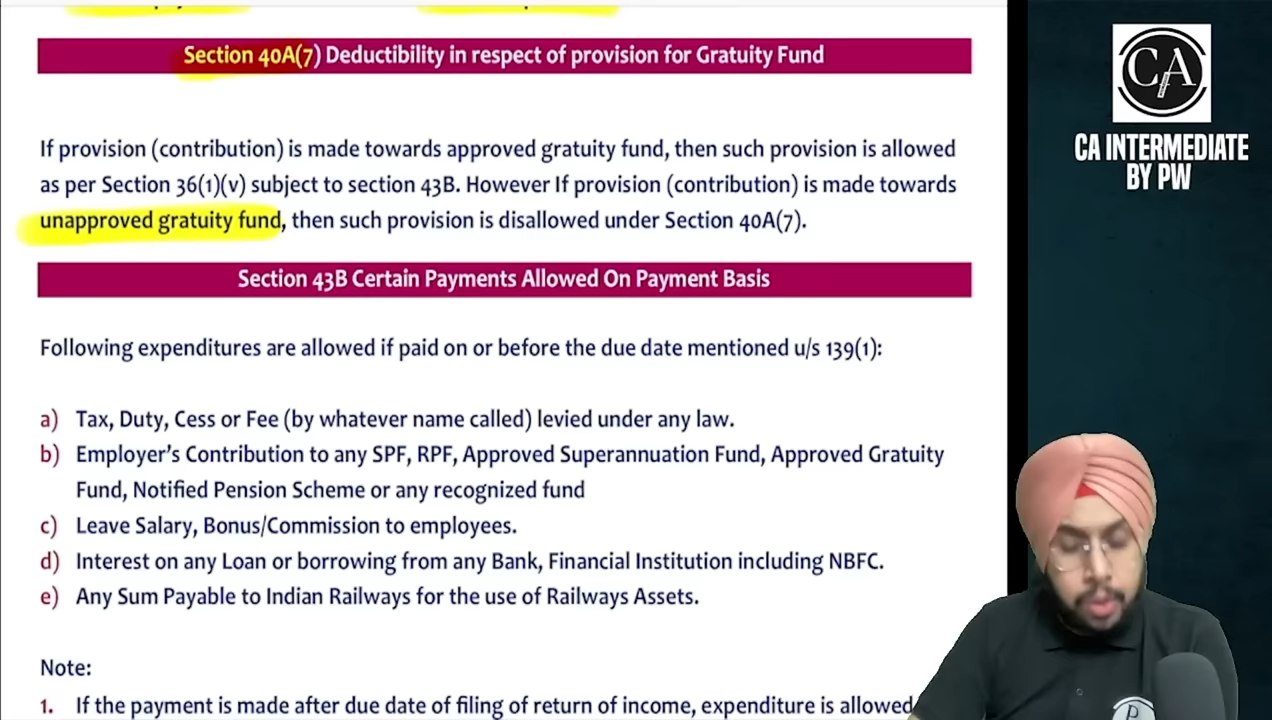 Section 40A(7) Deductibility in respect of provision for Gratuity Fund
If provision (contribution) is made towards approved gratuity fund, then such provision is allowed
as per Section 36(1)(v) subject to section 43B. However If provision (contribution) is made towards
unapproved gratuity fund, then such provision is disallowed under Section 40A(7).
Section 43B Certain Payments Allowed On Payment Basis
Following expenditures are allowed if paid on or before the due date mentioned u/s 139(1):
a) Tax, Duty, Cess or Fee (by whatever name called) levied under any law.
b) Employer's Contribution to any SPF, RPF, Approved Superannuation Fund, Approved Gratuity
Fund, Notified Pension Scheme or any recognized fund
c) Leave Salary, Bonus/Commission to employees.
d) Interest on any Loan or borrowing from any Bank, Financial Institution including NBFC.
e) Any Sum Payable to Indian Railways for the use of Railways Assets.
Note:
1. If the payment is made after due date of filing of return of income, expenditure is allowed
CA
CA INTERMEDIATE
BY PW